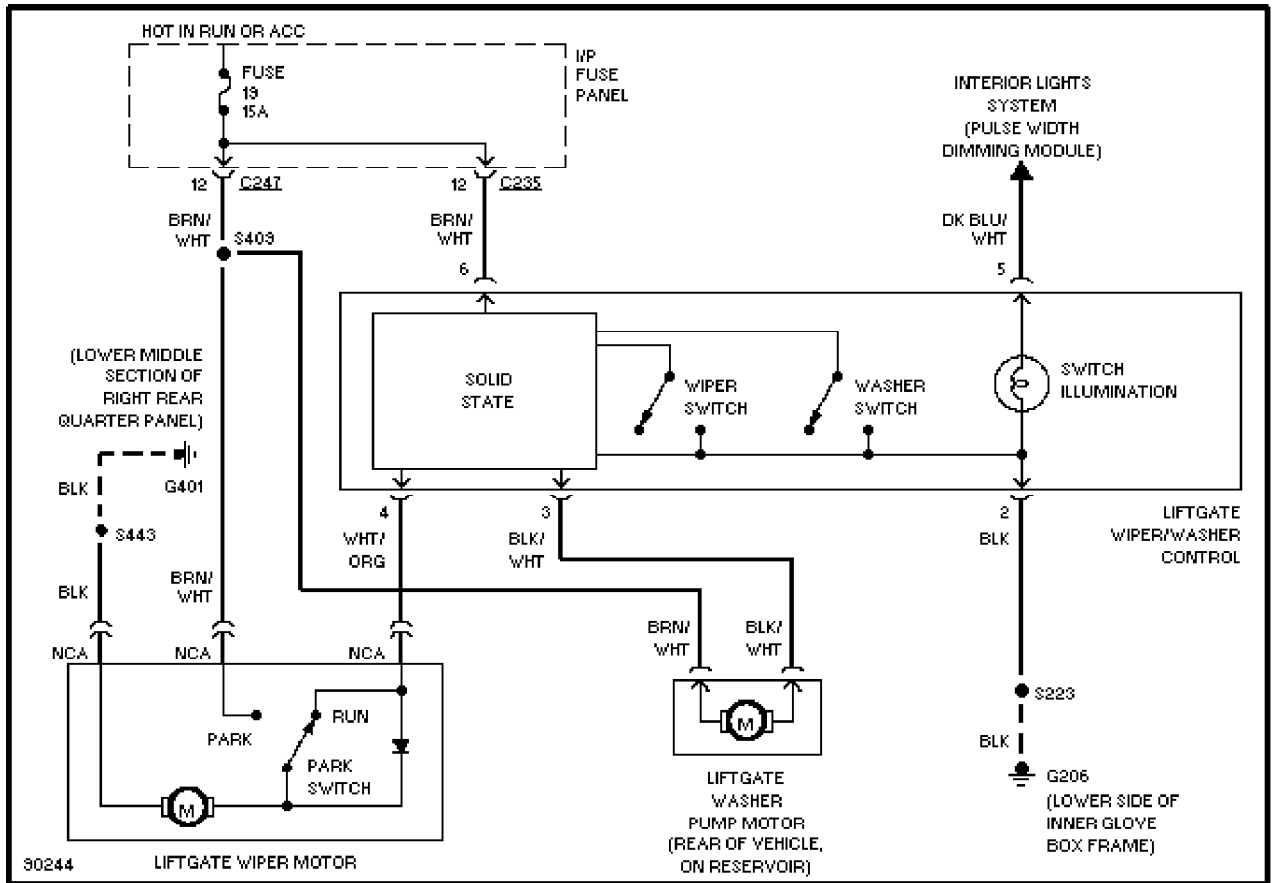 HOT IN RUN OR ACC
FUSE
19
15A
I/P
FUSE
PANEL
INTERIOR LIGHTS
SYSTEM
(PULSE WIDTH
DIMMING MODULE)
12 C247
12 C235
BRN/
WHT
S409
BRN/
WHT
6
DK BLU/
WHT
5
(LOWER MIDDLE
SECTION OF
RIGHT REAR
QUARTER PANEL)
G401
BLK
S443
BLK
BRN/
WHT
SOLID
STATE
WIPER
SWITCH
WASHER
SWITCH
SWITCH
ILLUMINATION
4
WHT/
ORG
3
BLK/
WHT
2
BLK
LIFTGATE
WIPER/WASHER
CONTROL
NCA
NCA
NCA
PARK
RUN
PARK
SWITCH
M
LIFTGATE WIPER MOTOR
BRN/
WHT
BLK/
WHT
M
LIFTGATE
WASHER
PUMP MOTOR
(REAR OF VEHICLE,
ON RESERVOIR)
S223
BLK
G206
(LOWER SIDE OF
INNER GLOVE
BOX FRAME)
90244